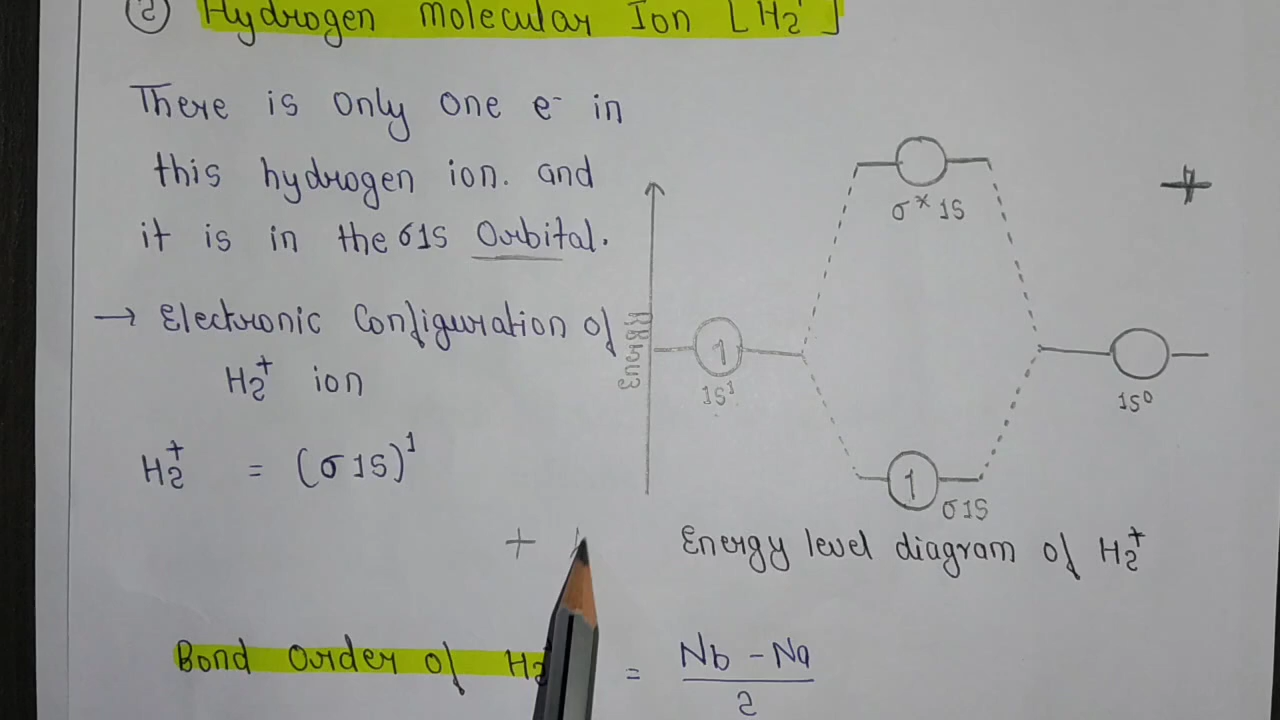 ② Hydrogen molecular Ion [H₂⁺]
There is only one e⁻ in
this hydrogen ion. and
it is in the σ1s Orbital.
→ Electronic Configuration of
H₂⁺ ion
H₂⁺ = (σ1s)¹
+
Energy
1s¹
1
σ* 1s
+
1s⁰
1
σ1s
Energy level diagram of H₂⁺
Bond Order of H₂ = Nb - Na
2